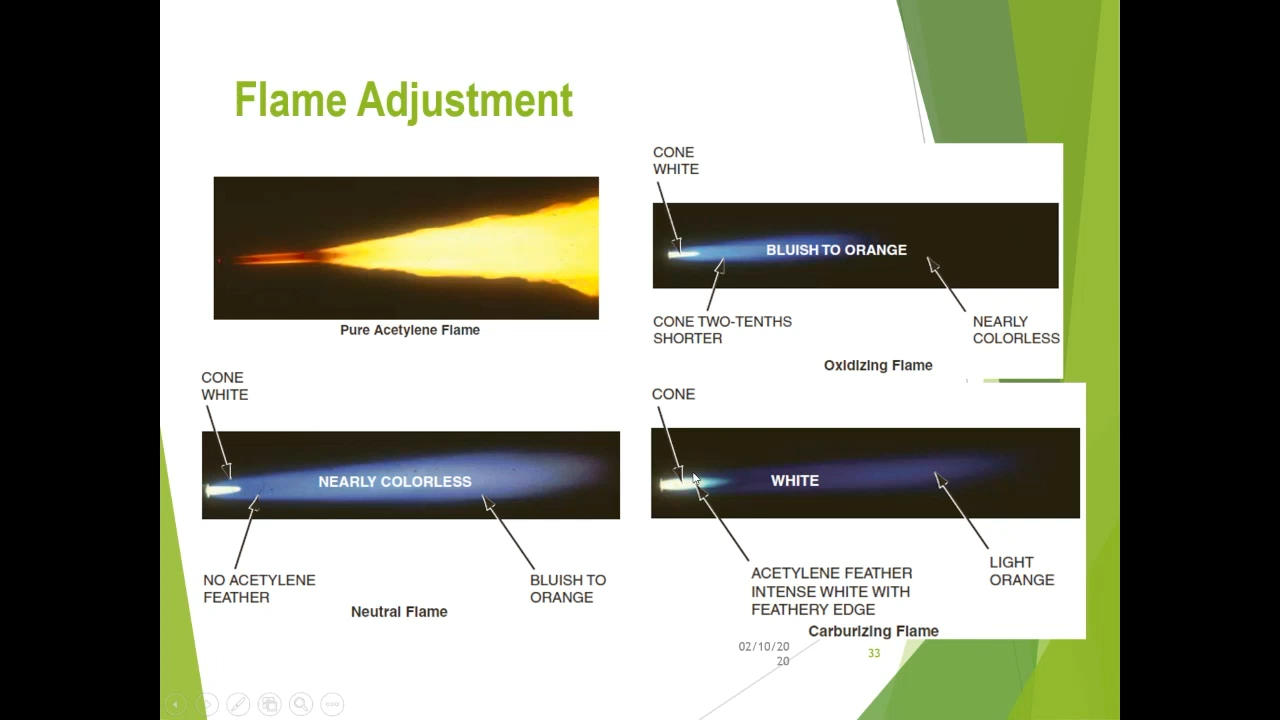 Flame Adjustment
Pure Acetylene Flame
CONE
WHITE
BLUISH TO ORANGE
CONE TWO-TENTHS
SHORTER
NEARLY
COLORLESS
Oxidizing Flame
CONE
WHITE
NEARLY COLORLESS
NO ACETYLENE
FEATHER
BLUISH TO
ORANGE
Neutral Flame
CONE
WHITE
ACETYLENE FEATHER
INTENSE WHITE WITH
FEATHERY EDGE
LIGHT
ORANGE
Carburizing Flame
02/10/20
20
33